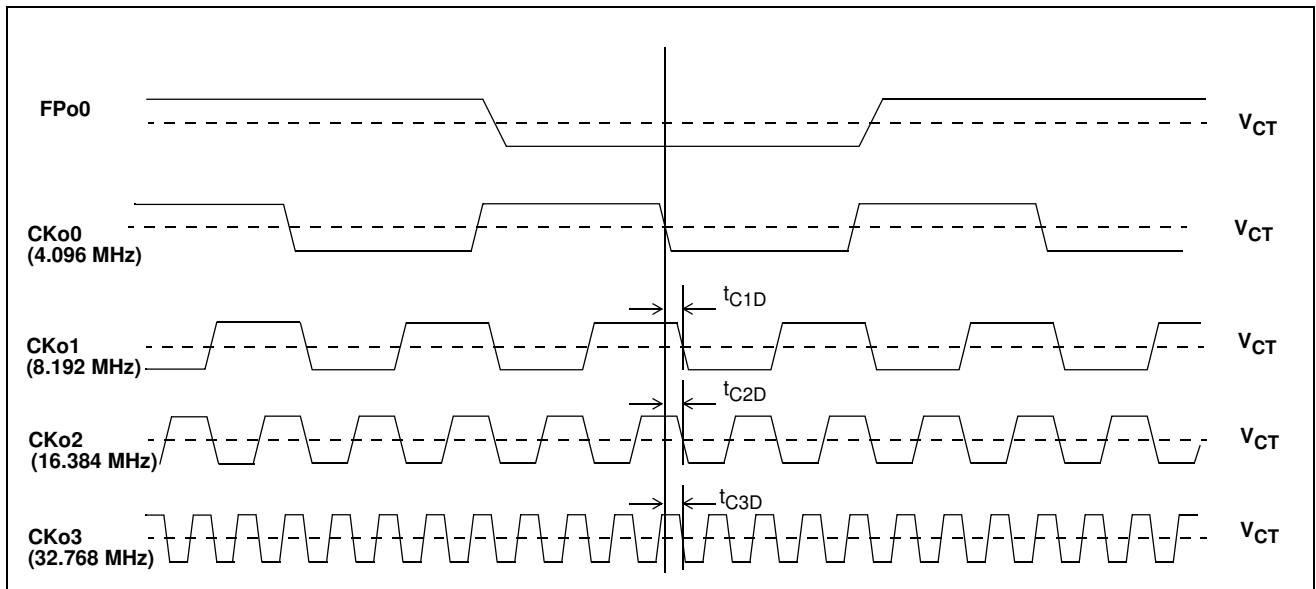 FPo0
V_CT
CKo0
(4.096 MHz)
V_CT
t_C1D
CKo1
(8.192 MHz)
V_CT
t_C2D
CKo2
(16.384 MHz)
V_CT
t_C3D
CKo3
(32.768 MHz)
V_CT